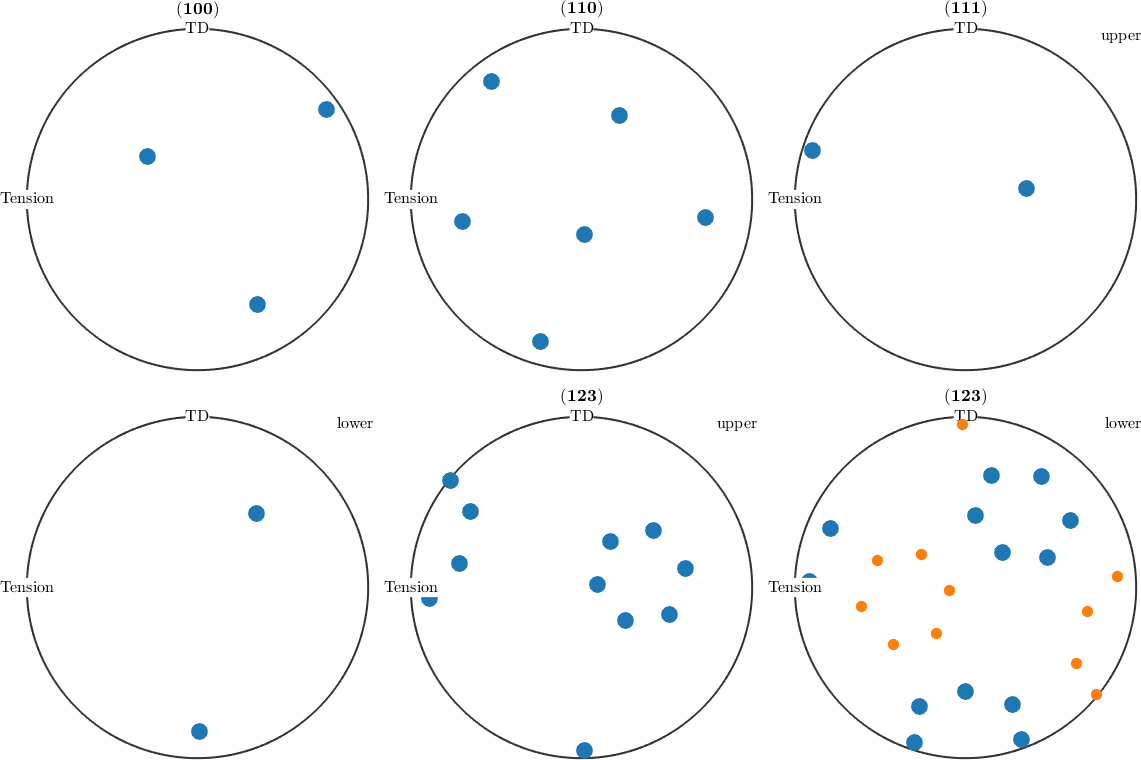 (100)
(110)
(111)
TD
TD
TD
upper
Tension
Tension
Tension
(123)
(123)
TD
TD
TD
lower
upper
lower
Tension
Tension
Tension